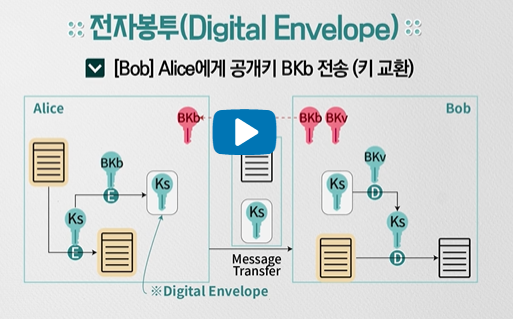 전자봉투(Digital Envelope)
[Bob] Alice에게 공개키 BKb 전송 (키 교환)
Alice
BKb
BKb
BKv
Bob
BKb
Ks
Ks
E
E
※Digital Envelope
Ks
Message
Transfer
BKv
Ks
D
Ks
D